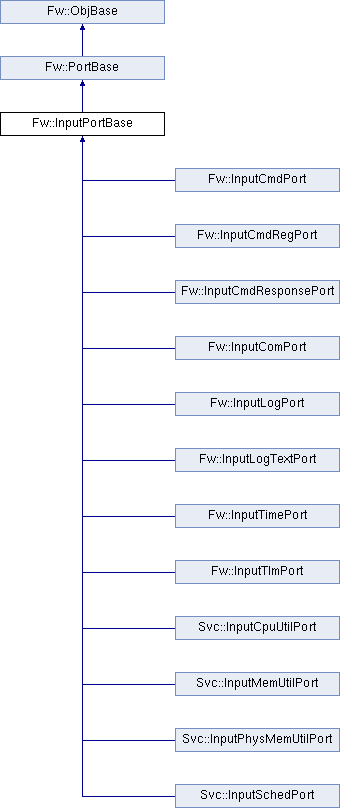 Fw::ObjBase
Fw::PortBase
Fw::InputPortBase
Fw::InputCmdPort
Fw::InputCmdRegPort
Fw::InputCmdResponsePort
Fw::InputComPort
Fw::InputLogPort
Fw::InputLogTextPort
Fw::InputTimePort
Fw::InputTlmPort
Svc::InputCpuUtilPort
Svc::InputMemUtilPort
Svc::InputPhysMemUtilPort
Svc::InputSchedPort